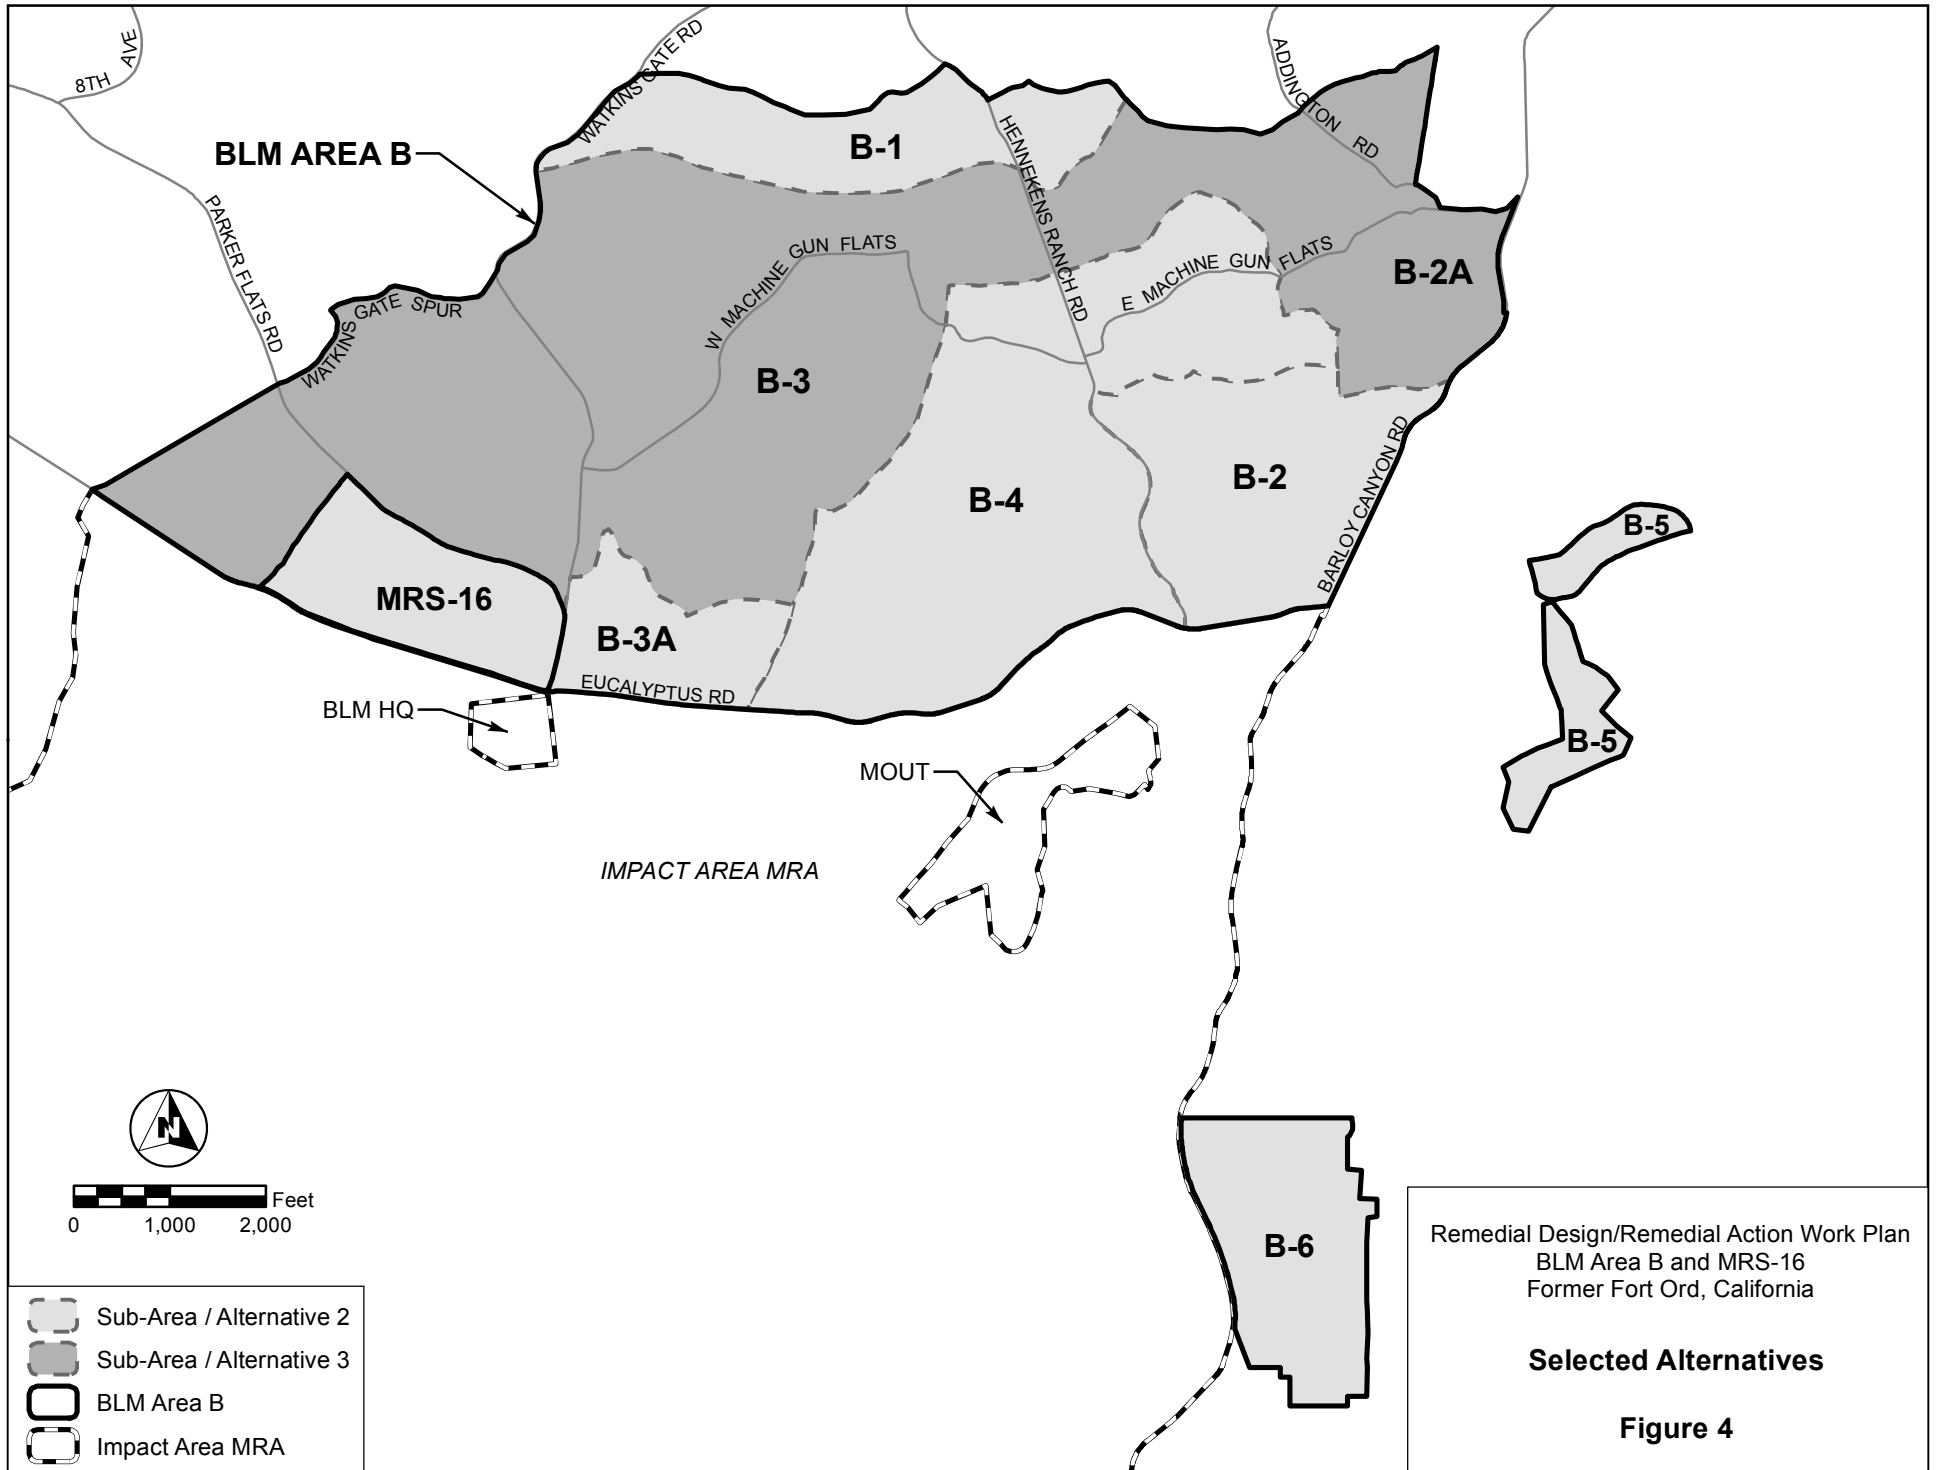 8TH AVE
WATKINS GATE RD
ADDINGTON RD
BLM AREA B
B-1
HENNEKENS RANCH RD
PARKER FLATS RD
W MACHINE GUN FLATS
E MACHINE GUN FLATS
B-2A
WATKINS GATE SPUR
B-3
B-2
B-4
BARLOY CANYON RD
B-5
MRS-16
B-3A
EUCALYPTUS RD
BLM HQ
B-5
MOUT
IMPACT AREA MRA
N
Feet
0 1,000 2,000
B-6
Sub-Area / Alternative 2
Sub-Area / Alternative 3
BLM Area B
Impact Area MRA
Remedial Design/Remedial Action Work Plan
BLM Area B and MRS-16
Former Fort Ord, California
Selected Alternatives
Figure 4